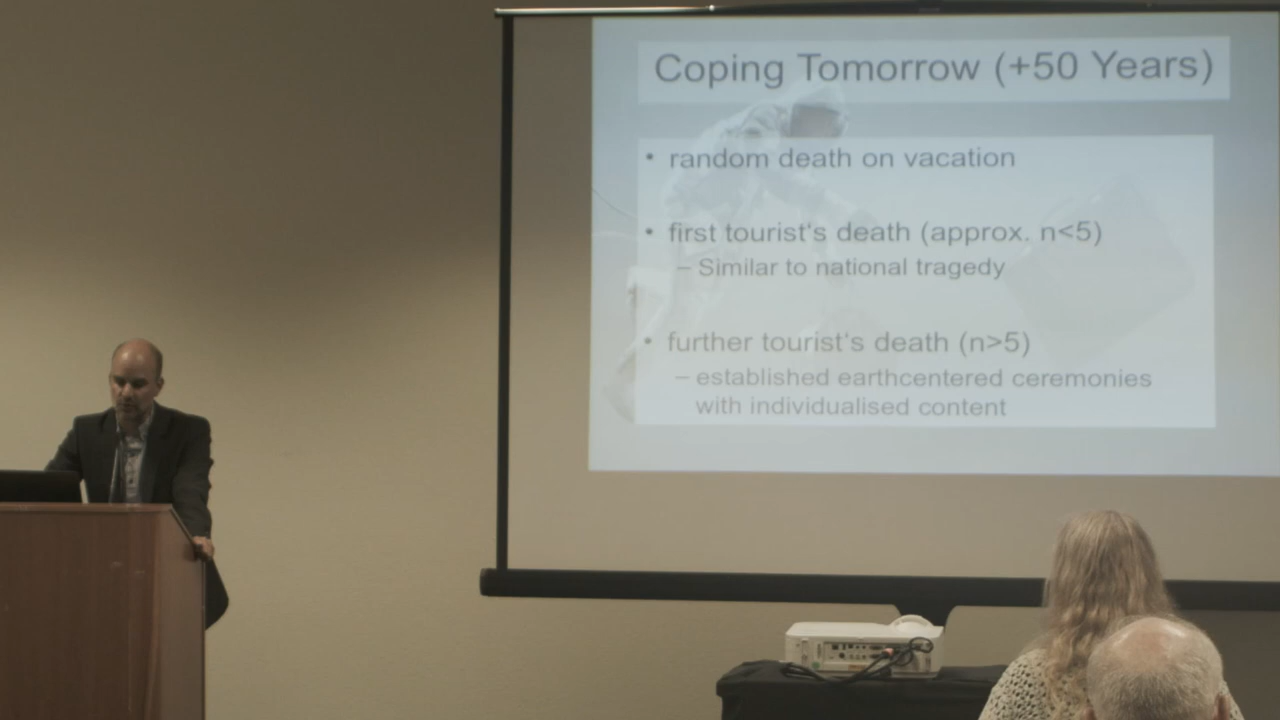 Coping Tomorrow (+50 Years)
• random death on vacation
• first tourist's death (approx. n<5)
– Similar to national tragedy
• further tourist's death (n>5)
– established earthcentered ceremonies
with individualised content